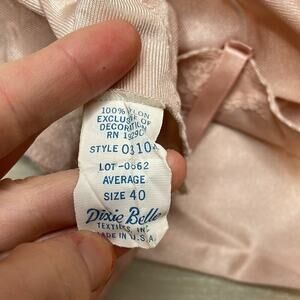 100% NYLON
EXCLUSIVE OF
DECORATION
RN
STYLE
LOT-0662
AVERAGE
SIZE 40
Dixie Belle
TEXTILES, INC.
MADE IN U.S.A.